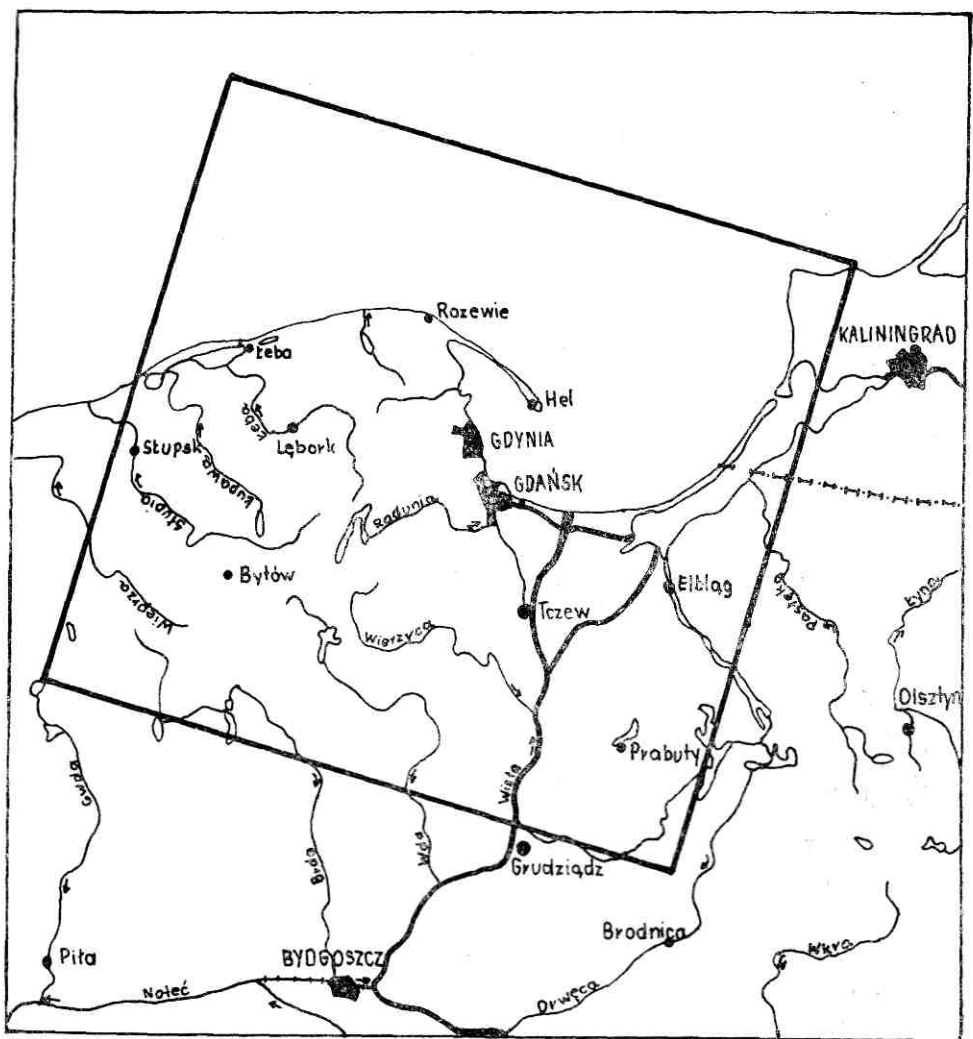 Rozewie
KALININGRAD
Łeba
Hel
Łeba
Lębork
GDYNIA
Słupsk
Łupawa
GDAŃSK
Słupia
Radunia
Bytów
Elbląg
Pasłęka
Łyna
Wieprza
Tczew
Wierzyca
Olsztyn
Prabuty
Gwda
Wisła
Brda
Wda
Grudziądz
Brodnica
Wkra
Piła
BYDGOSZCZ
Noteć
Drwęca